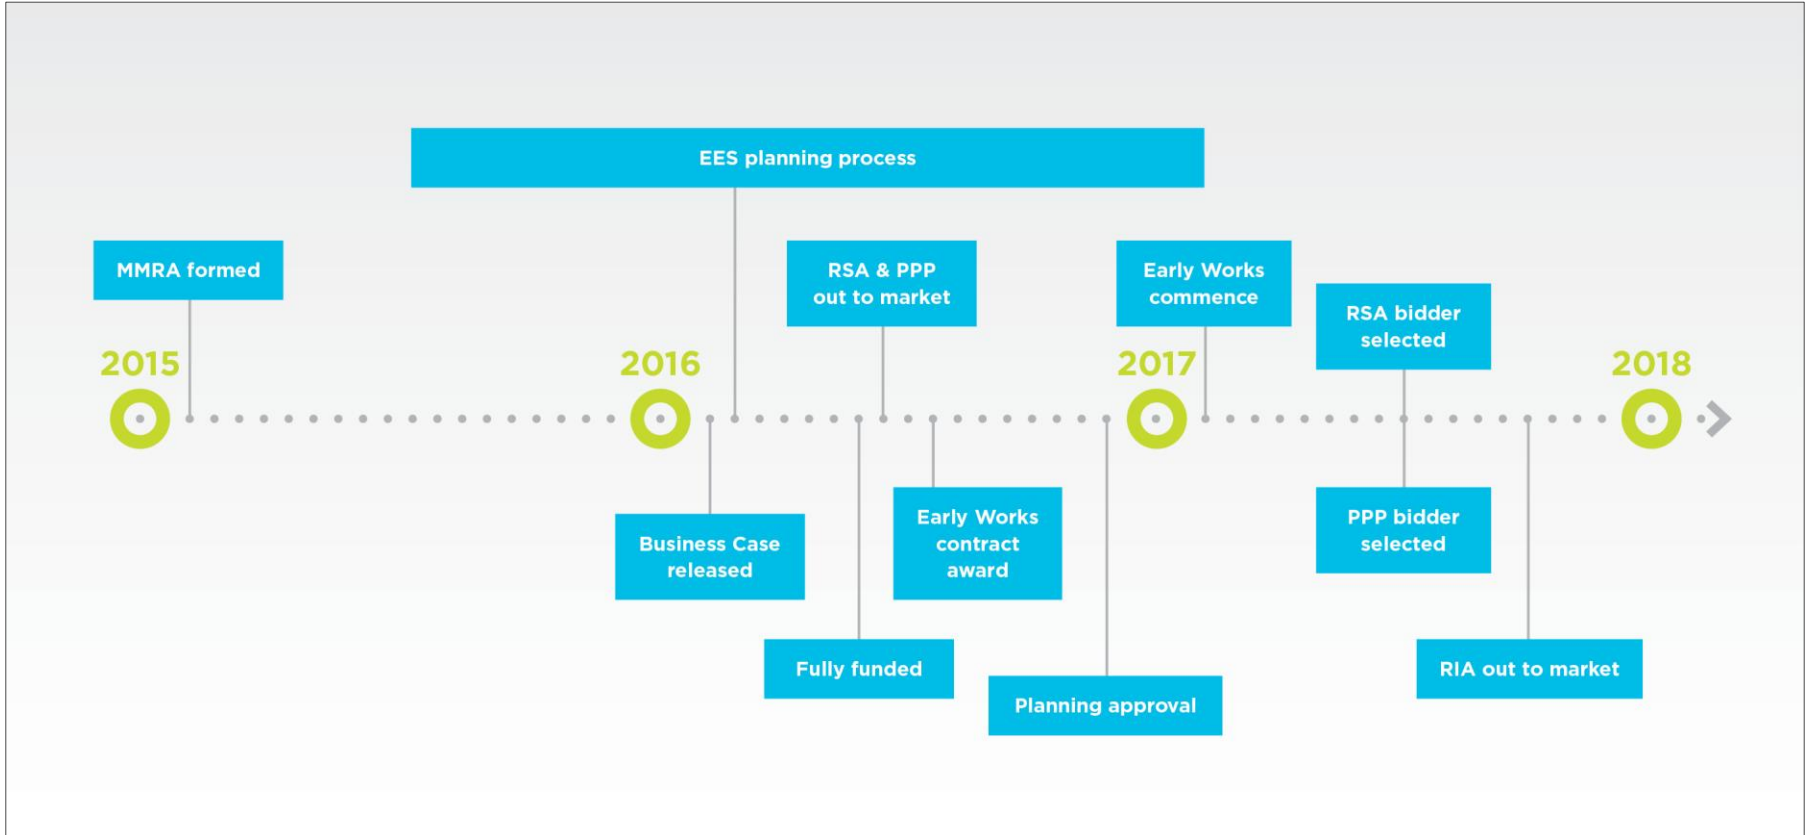 EES planning process
MMRA formed
RSA & PPP
out to market
Early Works
commence
RSA bidder
selected
2015
2016
2017
2018
Business Case
released
Early Works
contract
award
PPP bidder
selected
Fully funded
Planning approval
RIA out to market